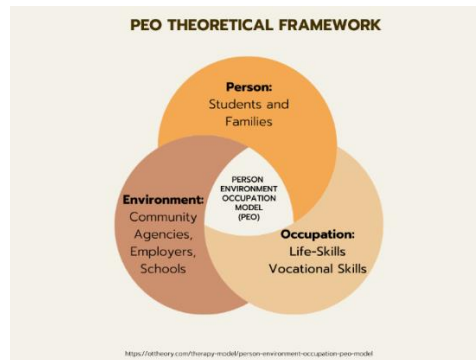 PEO THEORETICAL FRAMEWORK
Person:
Students and
Families
PERSON
ENVIRONMENT
OCCUPATION
MODEL
(PEO)
Environment:
Community
Agencies,
Employers,
Schools
Occupation:
Life-Skills
Vocational Skills
https://ottheory.com/therapy-model/person-environment-occupation-peo-model